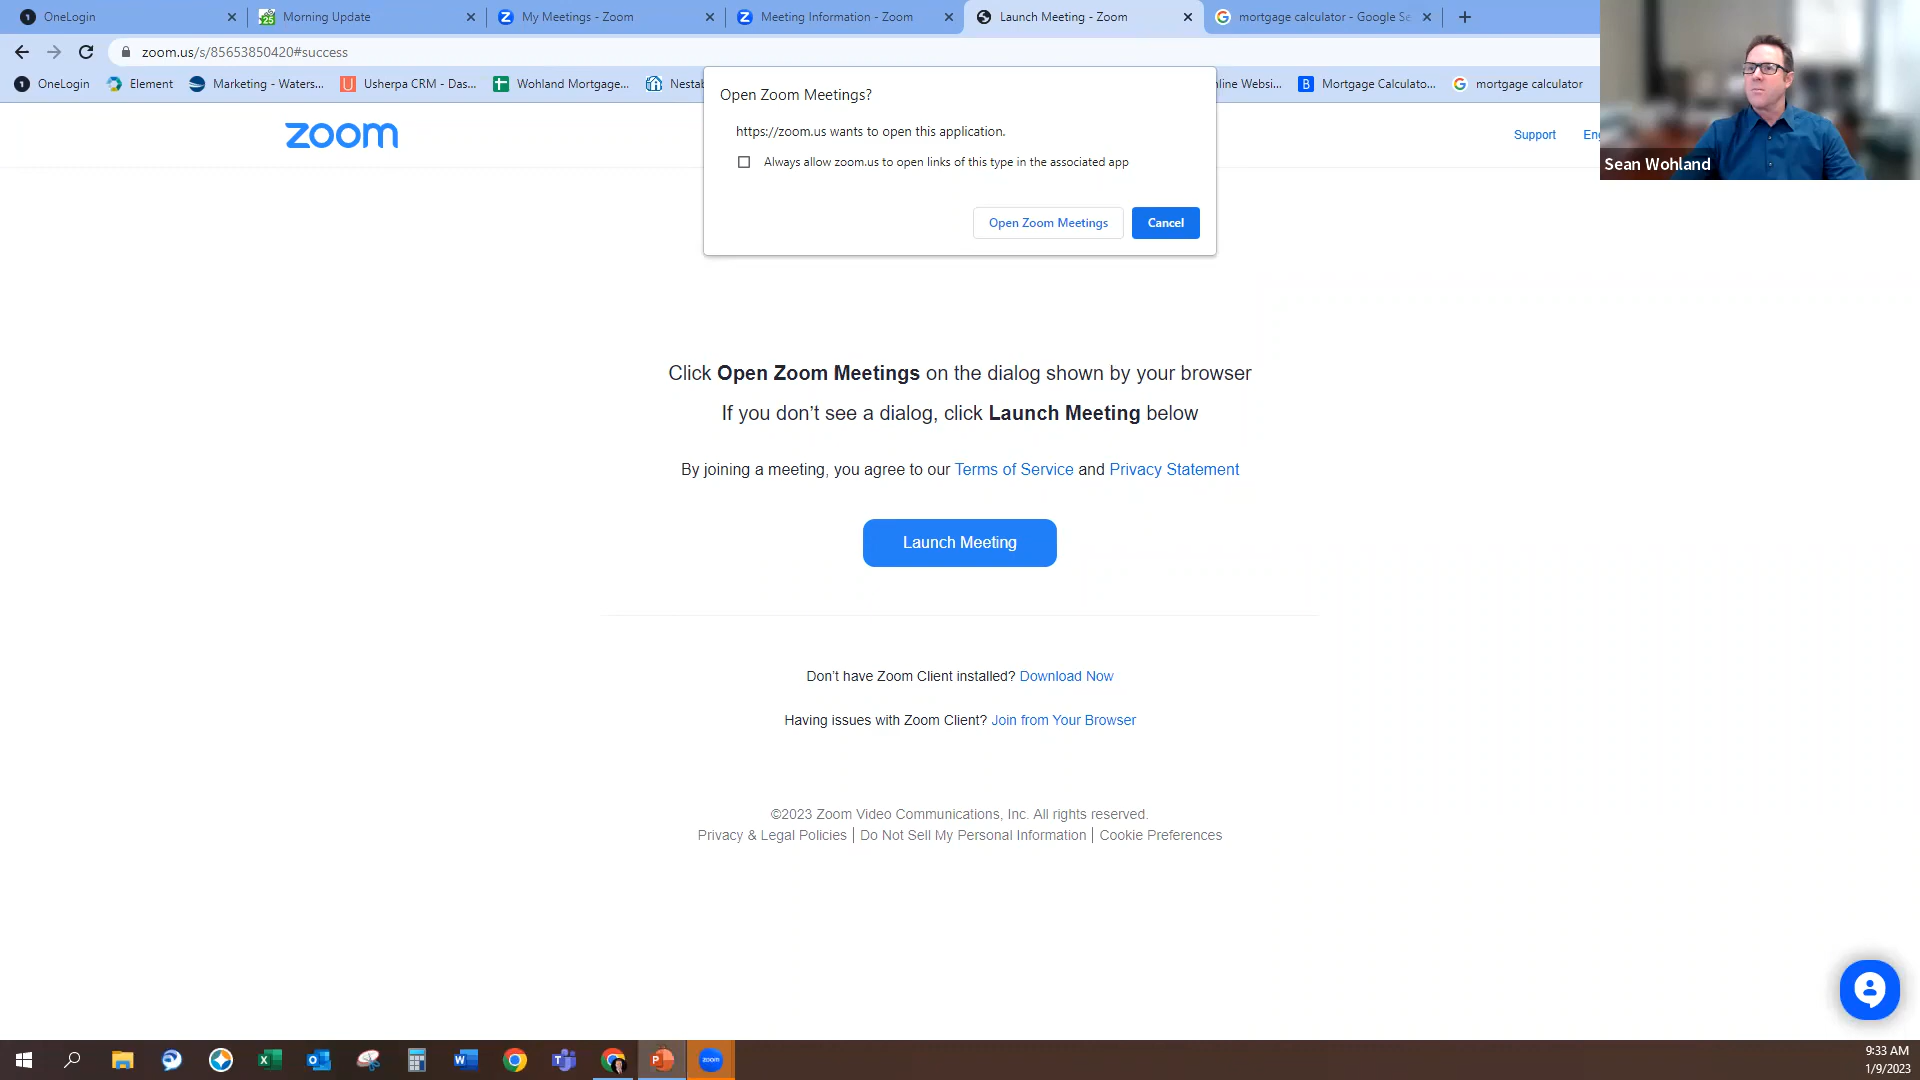 OneLogin
Morning Update
My Meetings - Zoom
Meeting Information - Zoom
Launch Meeting - Zoom
mortgage calculator - Google Se
zoom.us/s/85653850420#success
OneLogin
Element
Marketing - Waters...
Usherpa CRM - Das...
Wohland Mortgage...
Nestab
nline Websi...
Mortgage Calculato...
mortgage calculator
Open Zoom Meetings?
https://zoom.us wants to open this application.
Always allow zoom.us to open links of this type in the associated app
Open Zoom Meetings
Cancel
zoom
Support
Eng
Sean Wohland
Click Open Zoom Meetings on the dialog shown by your browser
If you don’t see a dialog, click Launch Meeting below
By joining a meeting, you agree to our Terms of Service and Privacy Statement
Launch Meeting
Don’t have Zoom Client installed? Download Now
Having issues with Zoom Client? Join from Your Browser
©2023 Zoom Video Communications, Inc. All rights reserved.
Privacy & Legal Policies | Do Not Sell My Personal Information | Cookie Preferences
zoom
9:33 AM
1/9/2023